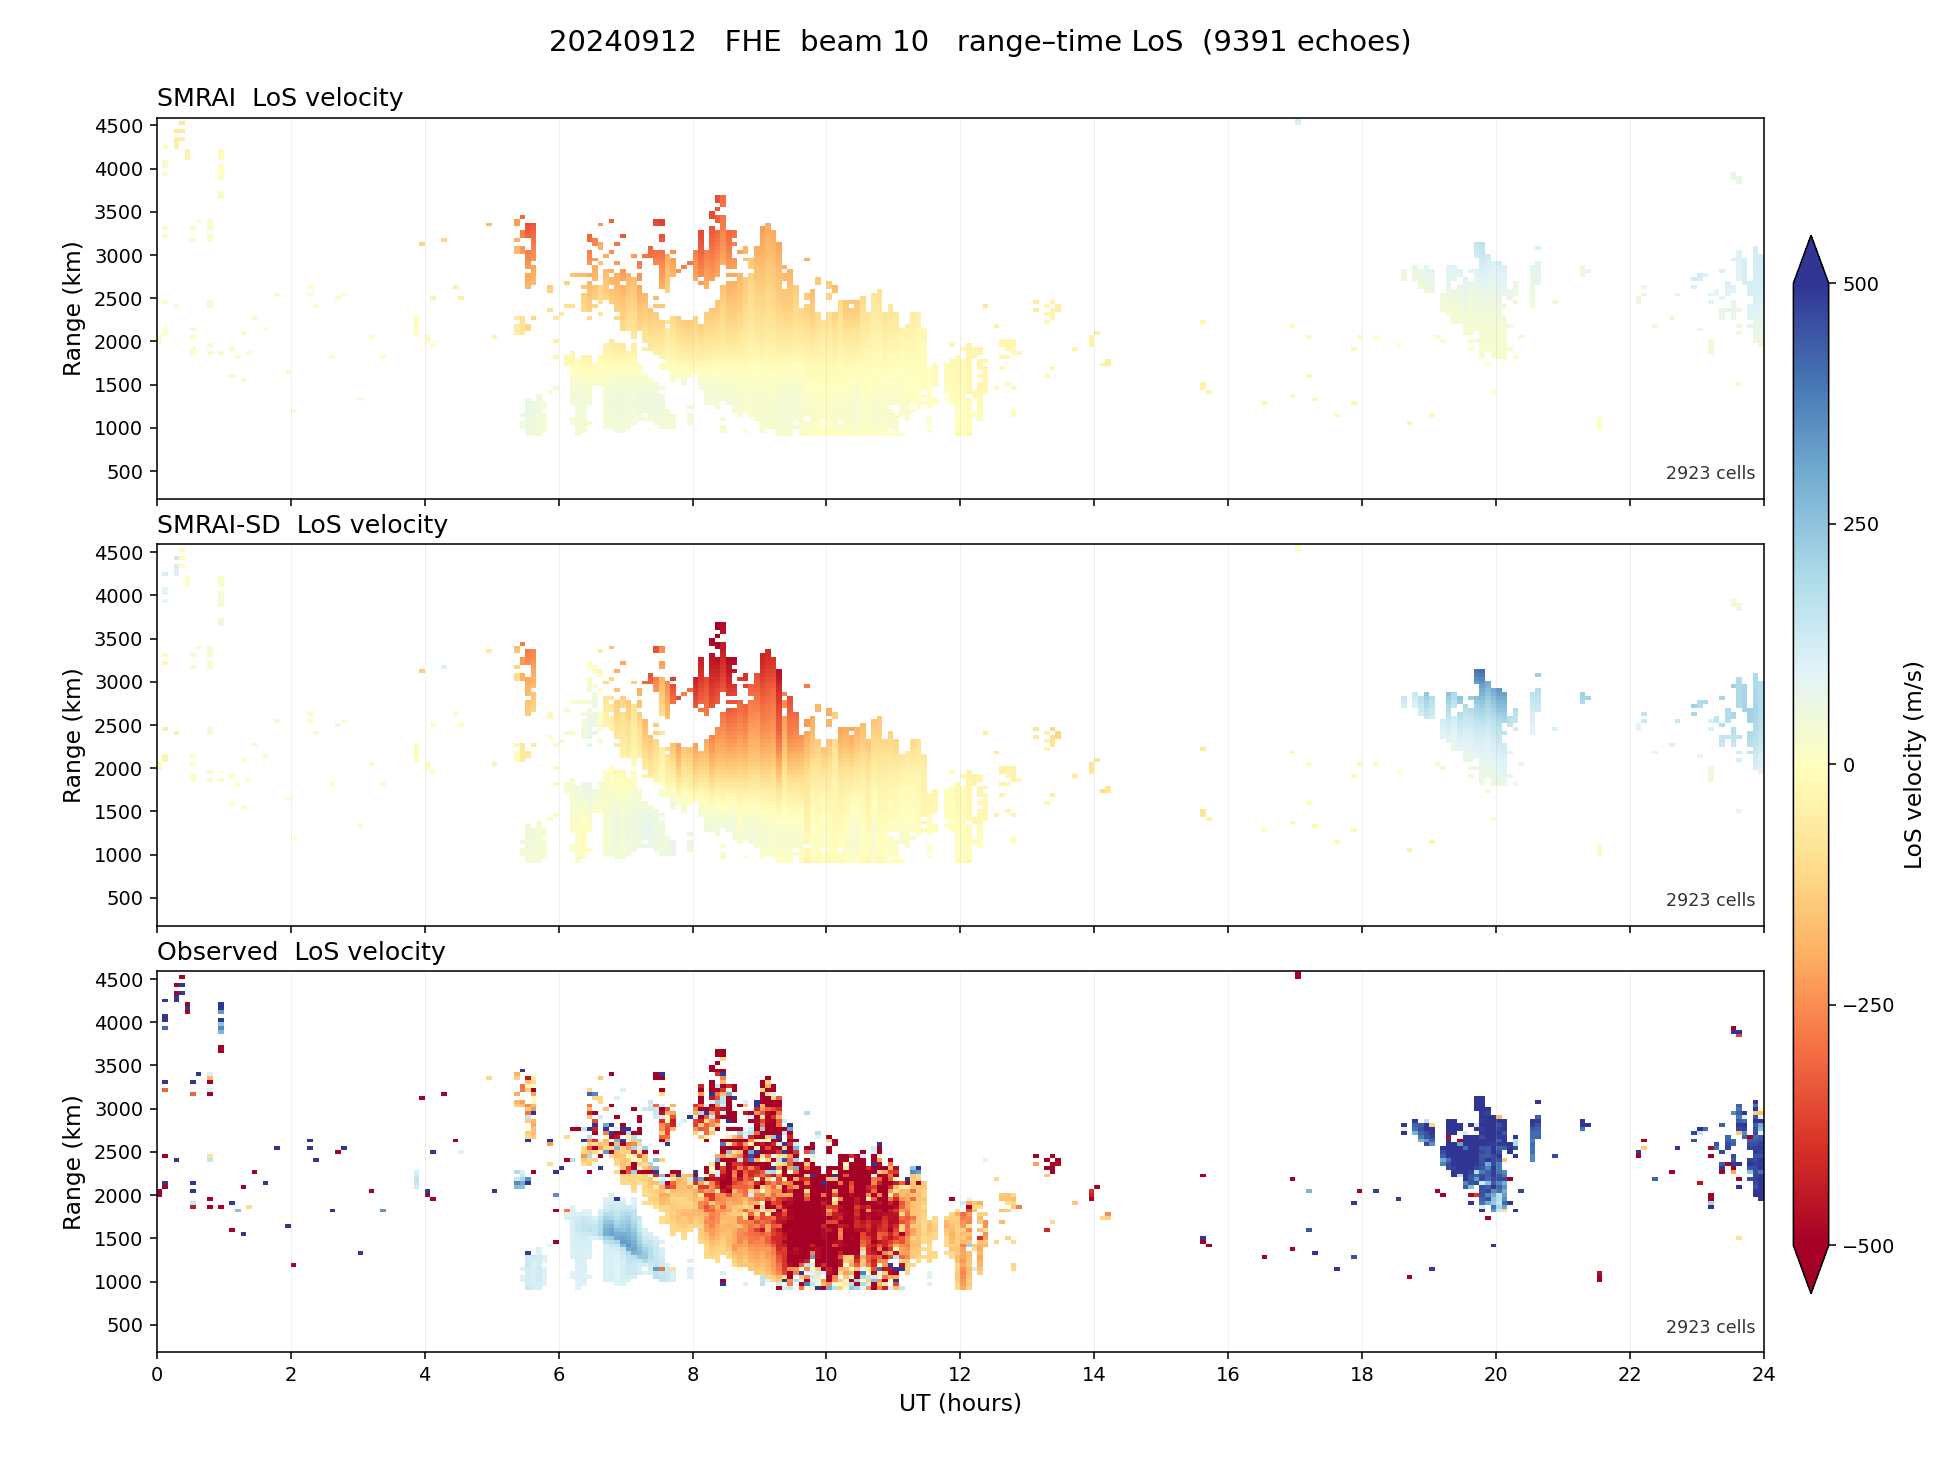 20240912   FHE  beam 10   range–time LoS  (9391 echoes)
SMRAI  LoS velocity
4500
4000
3500
3000
2500
2000
1500
1000
500
Range (km)
2923 cells
SMRAI-SD  LoS velocity
4500
4000
3500
3000
2500
2000
1500
1000
500
Range (km)
2923 cells
Observed  LoS velocity
4500
4000
3500
3000
2500
2000
1500
1000
500
Range (km)
2923 cells
0 2 4 6 8 10 12 14 16 18 20 22 24
UT (hours)
500
250
0
−250
−500
LoS velocity (m/s)